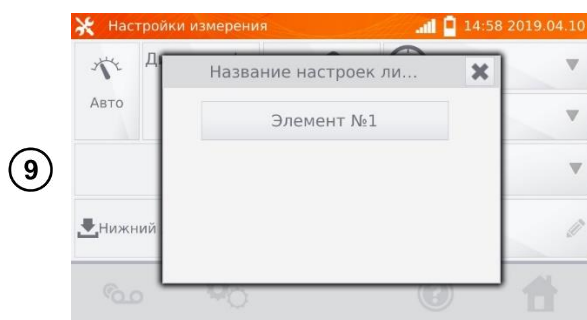 Настройки измерения 14:58 2019.04.10
Название настроек ли...
Авто
Элемент №1
9
Нижний